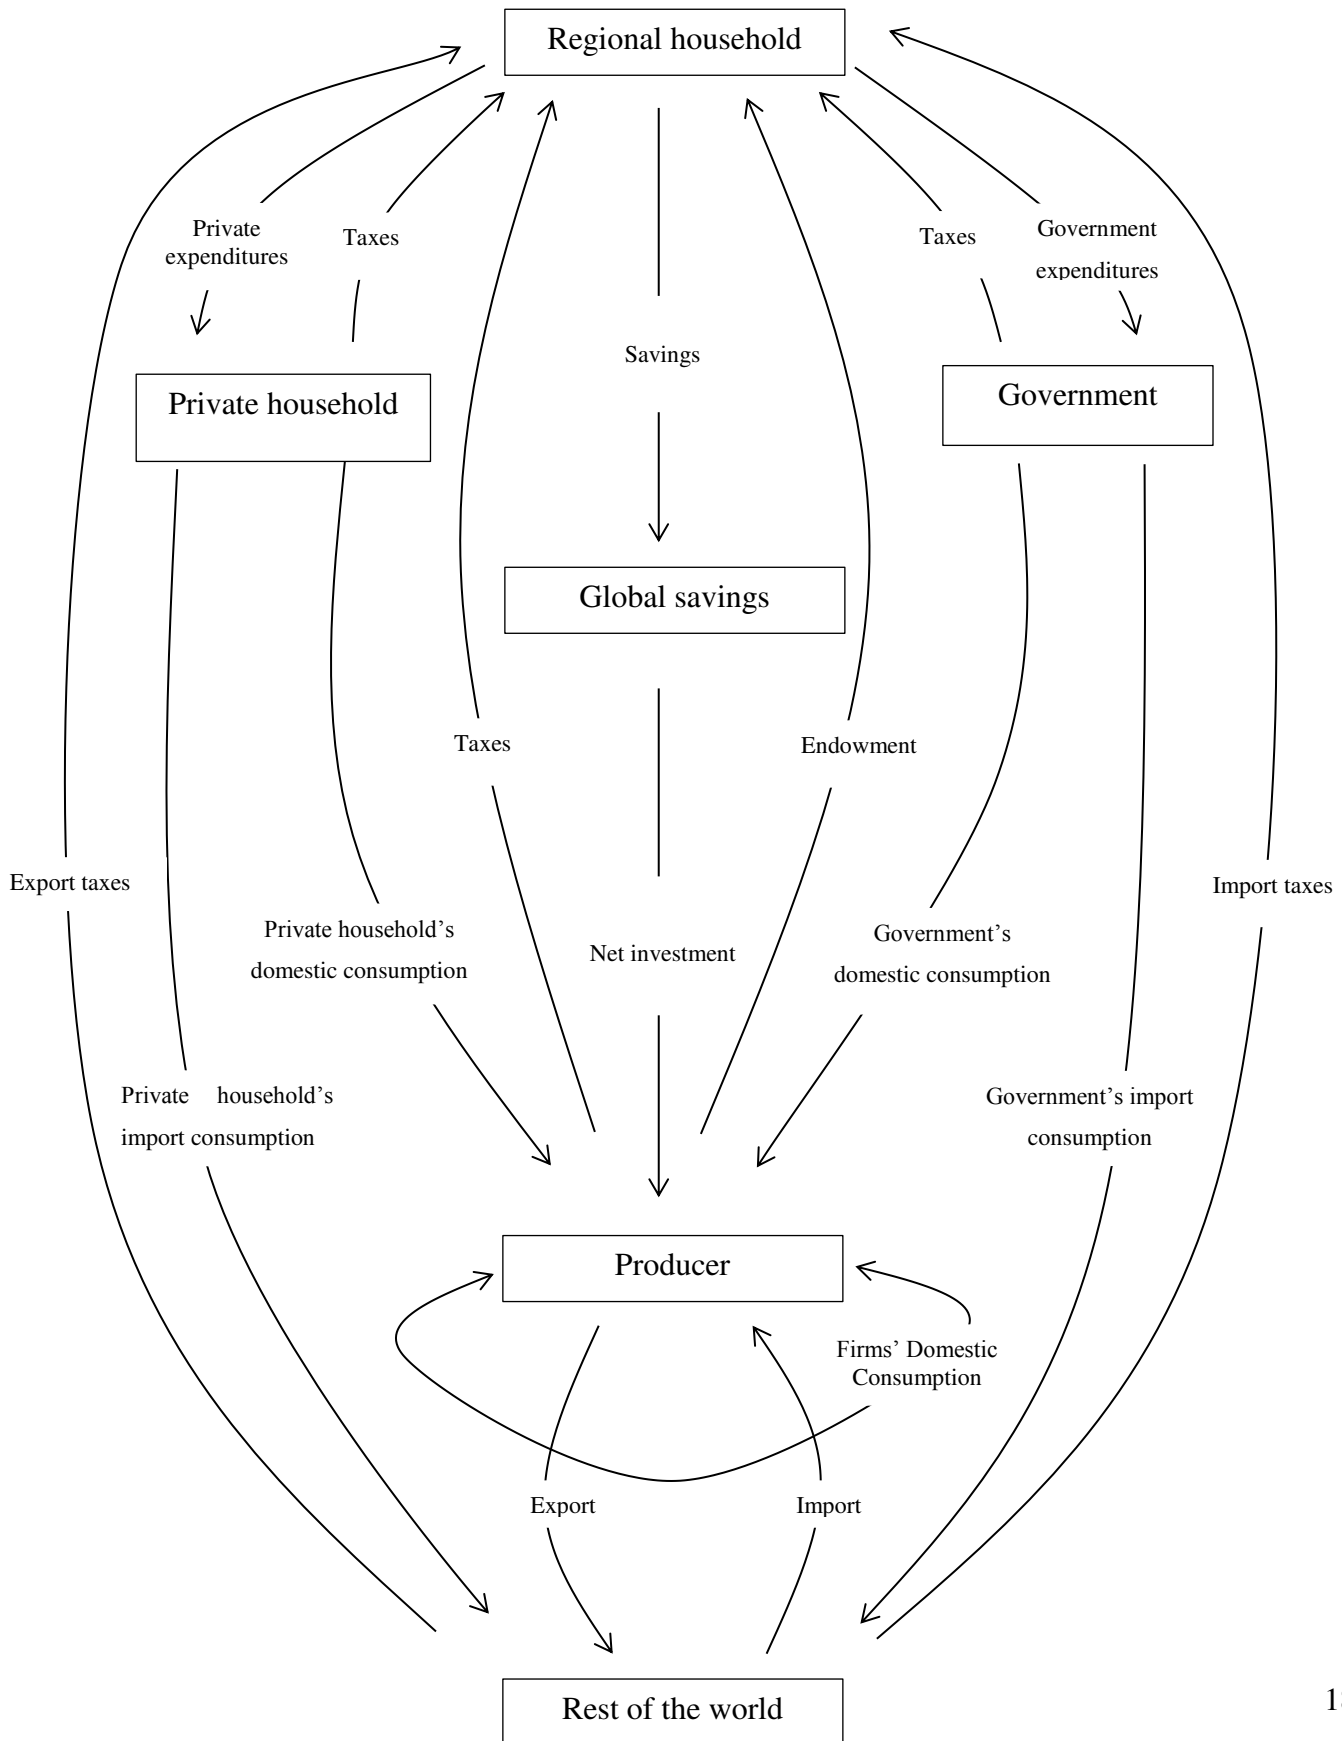 Regional household
Private
expenditures
Taxes
Taxes
Government
expenditures
Savings
Private household
Government
Global savings
Taxes
Endowment
Export taxes
Import taxes
Private household’s
domestic consumption
Net investment
Government’s
domestic consumption
Private household’s
import consumption
Government’s import
consumption
Producer
Firms’ Domestic
Consumption
Export
Import
Rest of the world